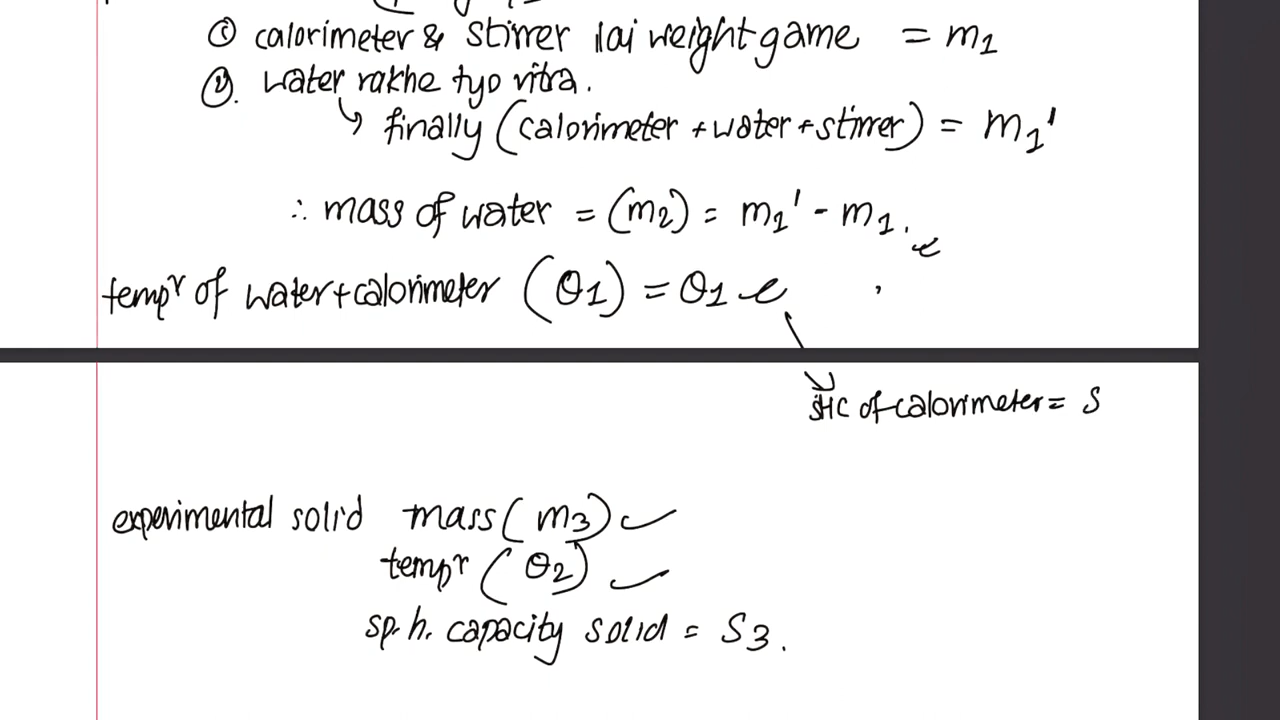 ① calorimeter & stirrer lai weight game = m1
②. water rakhe tyo vitra.
↳ finally (calorimeter + water + stirrer) = m1'
∴ mass of water = (m2) = m1' - m1.
tempr of water+calorimeter (θ1) = θ1
SHC of calorimeter = S
experimental solid mass (m3)
tempr (θ2)
sp. h. capacity solid = S3.